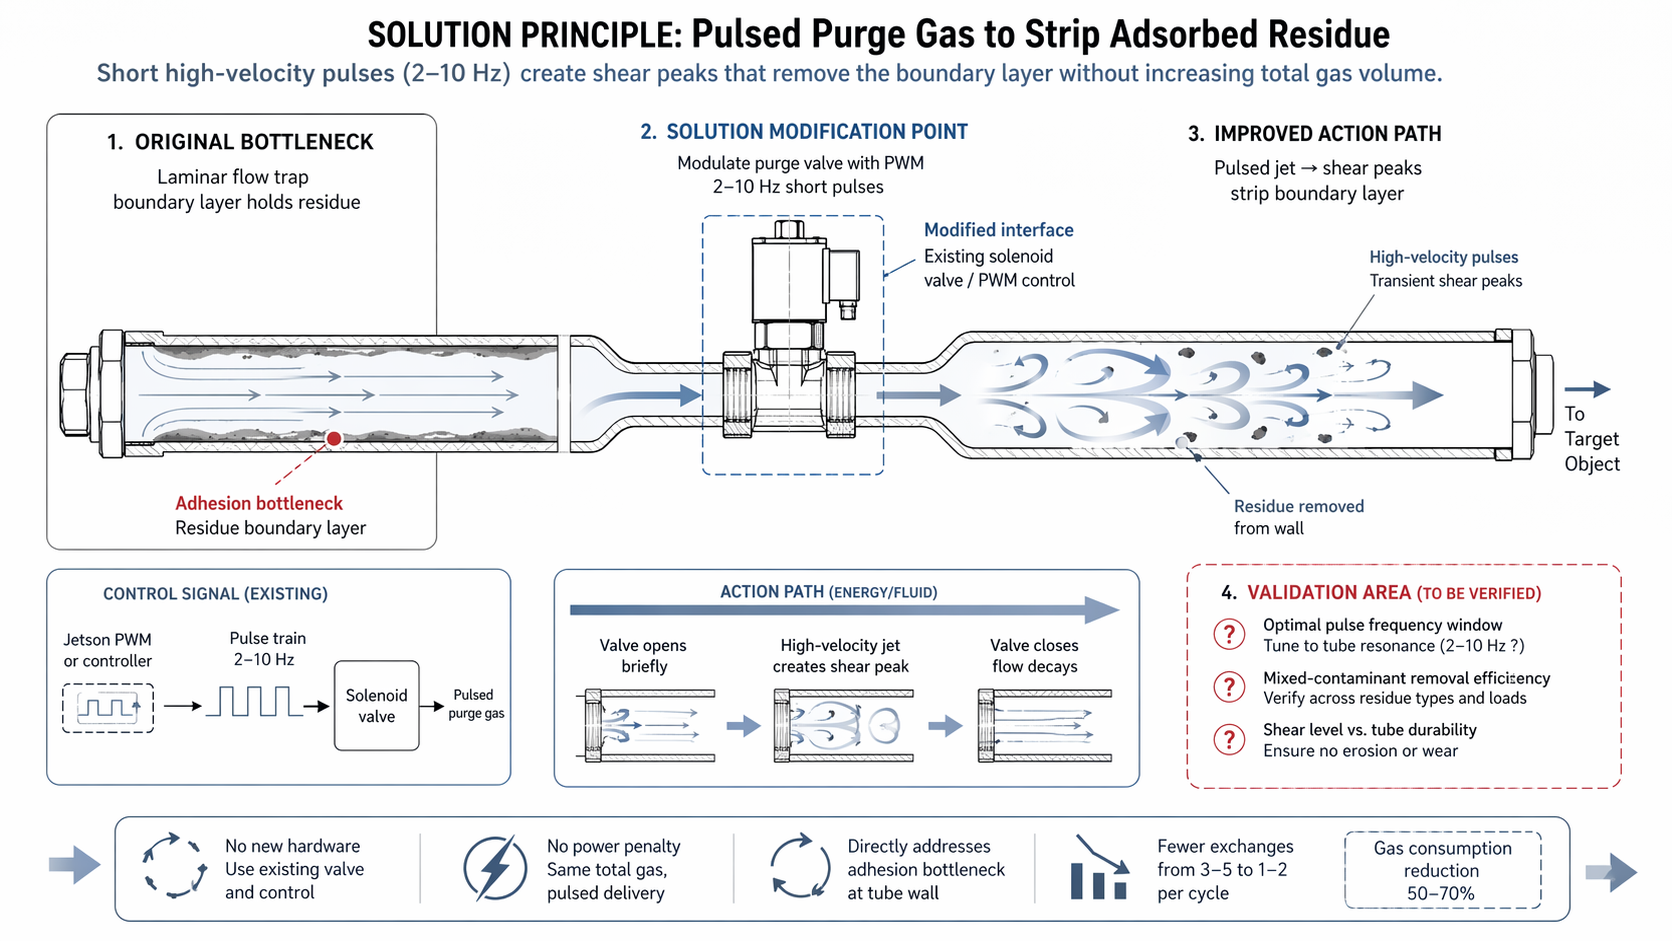 SOLUTION PRINCIPLE: Pulsed Purge Gas to Strip Adsorbed Residue
Short high-velocity pulses (2–10 Hz) create shear peaks that remove the boundary layer without increasing total gas volume.
1. ORIGINAL BOTTLENECK
Laminar flow trap
boundary layer holds residue
Adhesion bottleneck
Residue boundary layer
2. SOLUTION MODIFICATION POINT
Modulate purge valve with PWM
2–10 Hz short pulses
Modified interface
Existing solenoid
valve / PWM control
3. IMPROVED ACTION PATH
Pulsed jet → shear peaks
strip boundary layer
High-velocity pulses
Transient shear peaks
Residue removed
from wall
To
Target
Object
CONTROL SIGNAL (EXISTING)
Jetson PWM
or controller
Pulse train
2–10 Hz
Solenoid
valve
Pulsed
purge gas
ACTION PATH (ENERGY/FLUID)
Valve opens
briefly
High-velocity jet
creates shear peak
Valve closes
flow decays
4. VALIDATION AREA (TO BE VERIFIED)
?
Optimal pulse frequency window
Tune to tube resonance (2–10 Hz ?)
?
Mixed-contaminant removal efficiency
Verify across residue types and loads
?
Shear level vs. tube durability
Ensure no erosion or wear
No new hardware
Use existing valve
and control
No power penalty
Same total gas,
pulsed delivery
Directly addresses
adhesion bottleneck
at tube wall
Fewer exchanges
from 3–5 to 1–2
per cycle
Gas consumption
reduction
50–70%